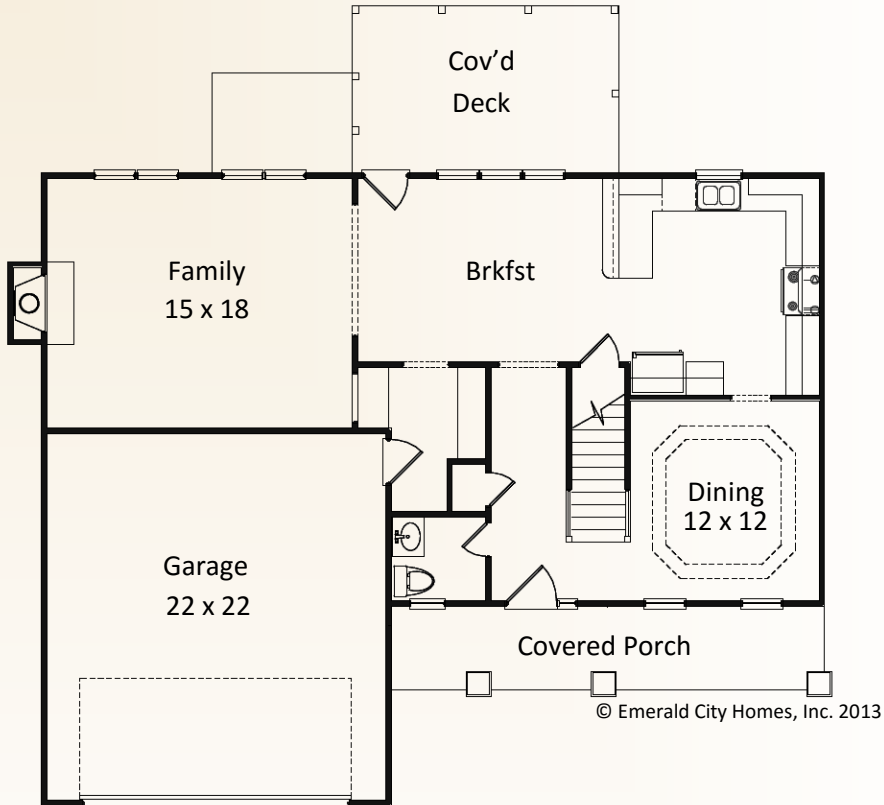 Cov’d
Deck
Family
15 x 18
Brkfst
Dining
12 x 12
Garage
22 x 22
Covered Porch
© Emerald City Homes, Inc. 2013